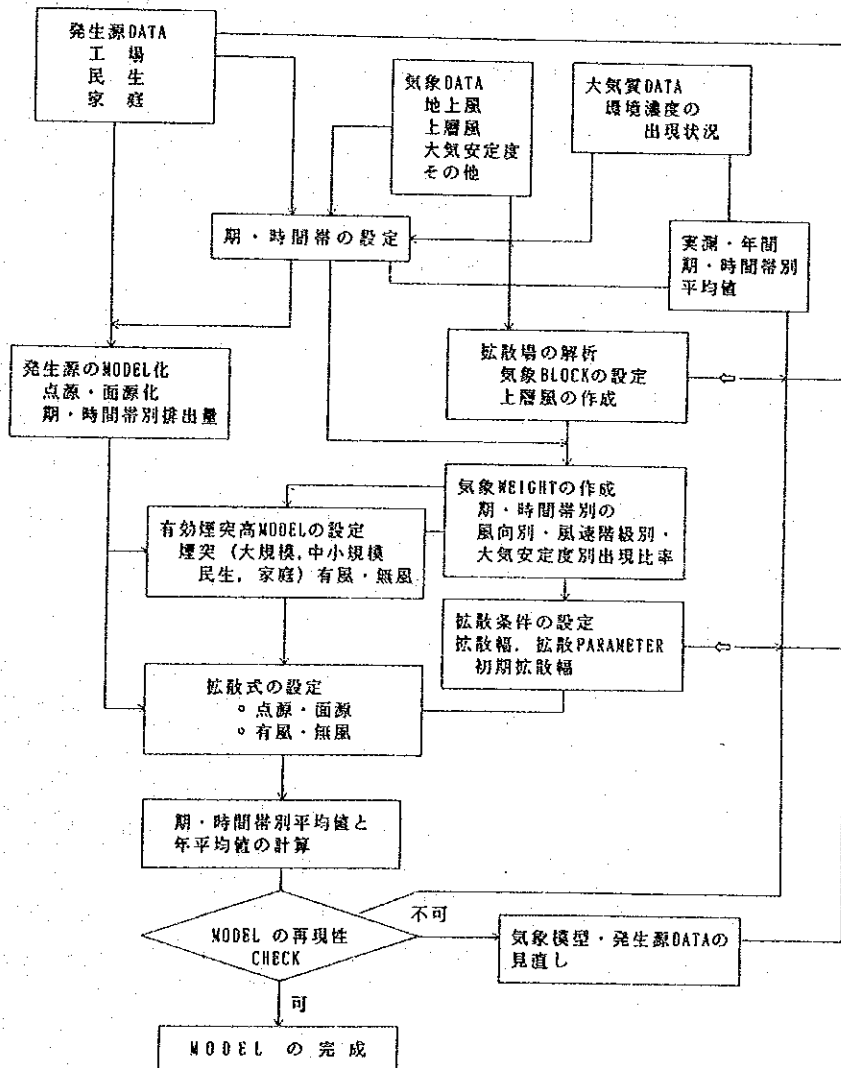 発生源DATA
工 場
民 生
家 庭
気象DATA
地上風
上層風
大気安定度
その他
大気質DATA
環境濃度の
出現状況
期・時間帯の設定
実測・年間
期・時間帯別
平均値
発生源のMODEL化
点源・面源化
期・時間帯別排出量
拡散場の解析
気象BLOCKの設定
上層風の作成
気象WEIGHTの作成
期・時間帯別の
風向別・風速階級別・
大気安定度別出現比率
有効煙突高MODELの設定
煙突 (大規模,中小規模
民生, 家庭) 有風・無風
拡散条件の設定
拡散幅, 拡散PARAMETER
初期拡散幅
拡散式の設定
° 点源・面源
° 有風・無風
期・時間帯別平均値と
年平均値の計算
MODEL の再現性
CHECK
不可
気象模型・発生源DATAの
見直し
可
MODEL の完成